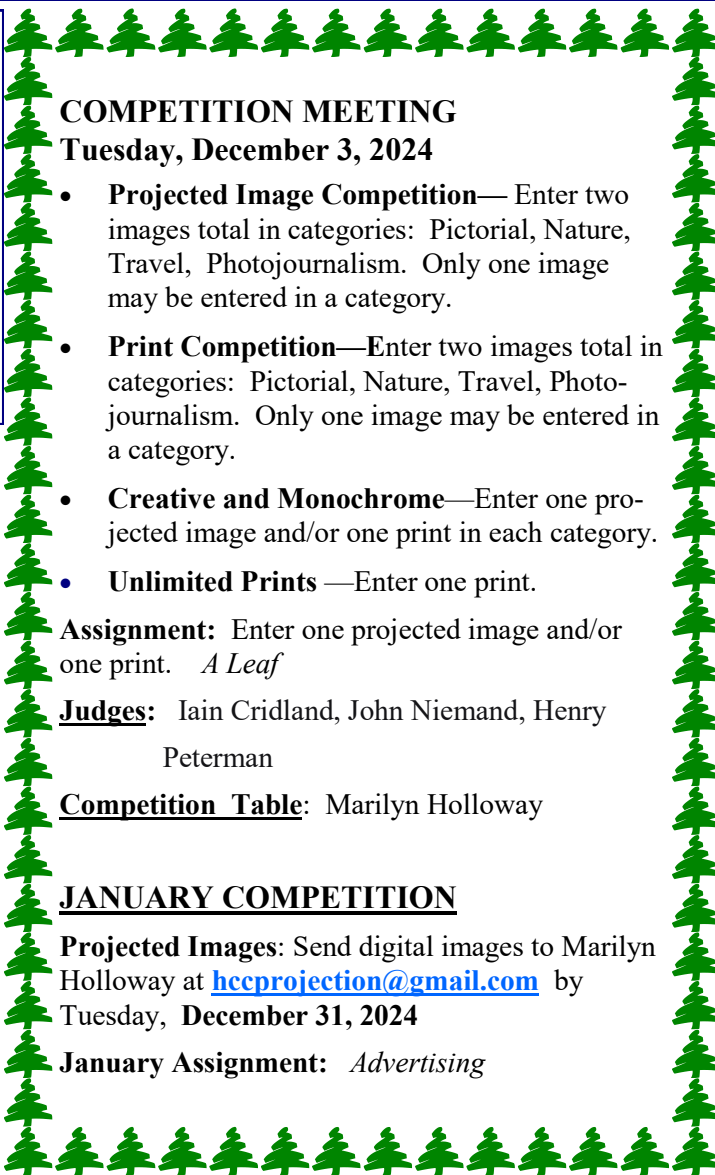 COMPETITION MEETING
Tuesday, December 3, 2024
• Projected Image Competition— Enter two
images total in categories: Pictorial, Nature,
Travel, Photojournalism. Only one image
may be entered in a category.
• Print Competition—Enter two images total in
categories: Pictorial, Nature, Travel, Photo-
journalism. Only one image may be entered in
a category.
• Creative and Monochrome—Enter one pro-
jected image and/or one print in each category.
• Unlimited Prints —Enter one print.
Assignment: Enter one projected image and/or
one print. A Leaf
Judges: Iain Cridland, John Niemand, Henry
Peterman
Competition Table: Marilyn Holloway
JANUARY COMPETITION
Projected Images: Send digital images to Marilyn
Holloway at hccprojection@gmail.com by
Tuesday, December 31, 2024
January Assignment: Advertising